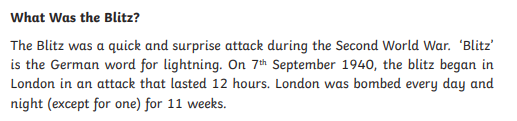 What Was the Blitz?
The Blitz was a quick and surprise attack during the Second World War. ‘Blitz’
is the German word for lightning. On 7th September 1940, the blitz began in
London in an attack that lasted 12 hours. London was bombed every day and
night (except for one) for 11 weeks.